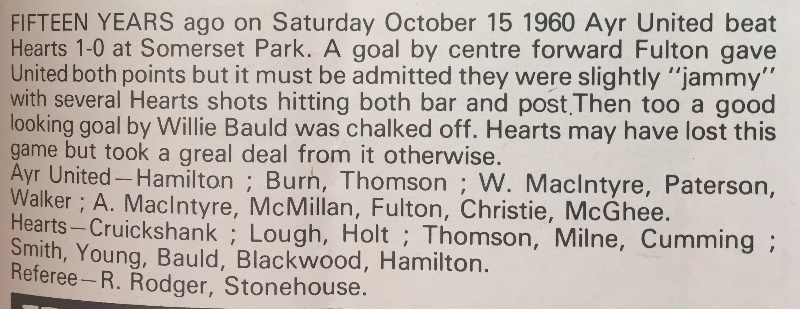 FIFTEEN YEARS ago on Saturday October 15 1960 Ayr United beat
Hearts 1-0 at Somerset Park. A goal by centre forward Fulton gave
United both points but it must be admitted they were slightly "jammy"
with several Hearts shots hitting both bar and post.Then too a good
looking goal by Willie Bauld was chalked off. Hearts may have lost this
game but took a greal deal from it otherwise.
Ayr United—Hamilton ; Burn, Thomson ; W. MacIntyre, Paterson,
Walker ; A. MacIntyre, McMillan, Fulton, Christie, McGhee.
Hearts—Cruickshank ; Lough, Holt ; Thomson, Milne, Cumming ;
Smith, Young, Bauld, Blackwood, Hamilton.
Referee—R. Rodger, Stonehouse.